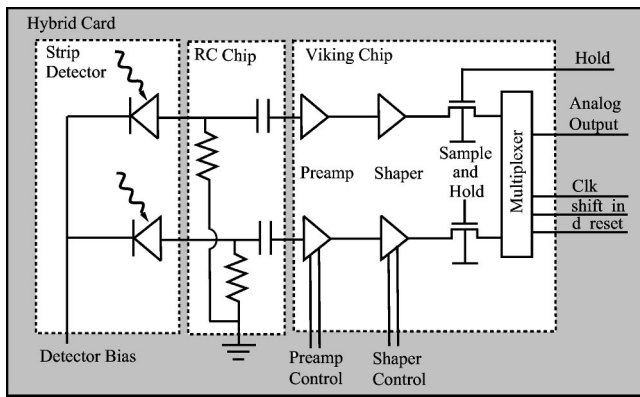 Hybrid Card
Strip
Detector
RC Chip
Viking Chip
Hold
Analog
Output
Preamp
Shaper
Sample
and
Hold
Multiplexer
Clk
shift in
d reset
Detector Bias
Preamp
Control
Shaper
Control